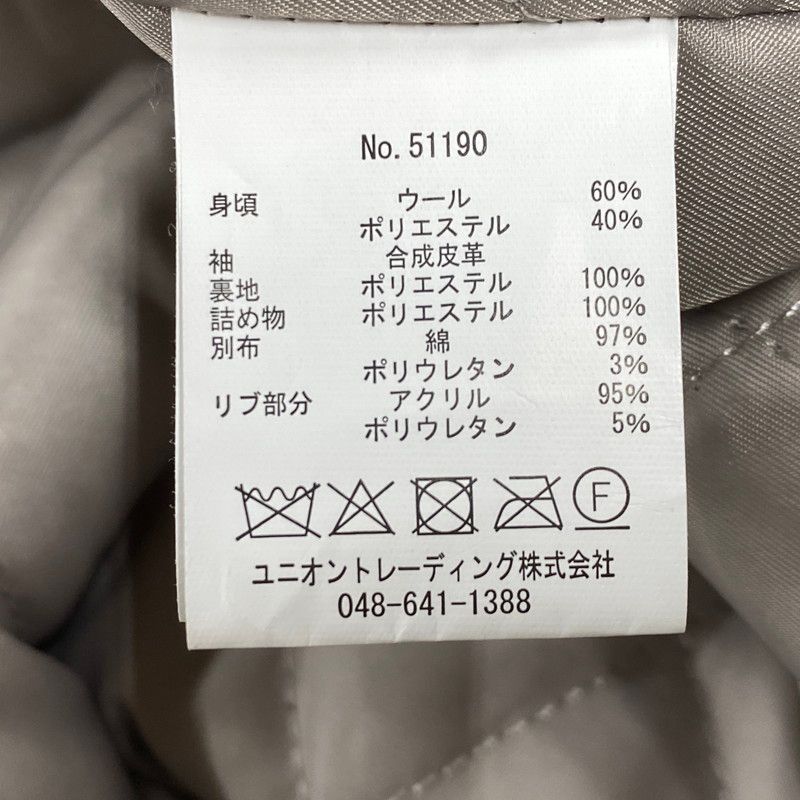 No.51190
身頃 ウール 60%
ポリエステル 40%
袖 合成皮革
裏地 ポリエステル 100%
詰め物 ポリエステル 100%
別布 綿 97%
ポリウレタン 3%
リブ部分 アクリル 95%
ポリウレタン 5%
F
ユニオントレーディング株式会社
048-641-1388